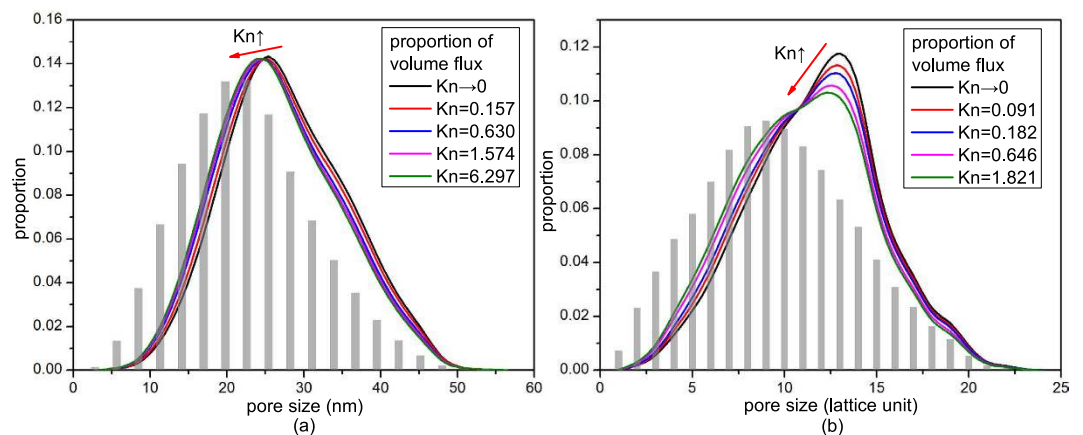 0.16
0.14
0.12
0.10
0.08
0.06
0.04
0.02
0.00
proportion
0 10 20 30 40 50 60
pore size (nm)
(a)
Kn↑
proportion of
volume flux
Kn→0
Kn=0.157
Kn=0.630
Kn=1.574
Kn=6.297
0.12
0.10
0.08
0.06
0.04
0.02
0.00
proportion
0 5 10 15 20 25
pore size (lattice unit)
(b)
Kn↑
proportion of
volume flux
Kn→0
Kn=0.091
Kn=0.182
Kn=0.646
Kn=1.821